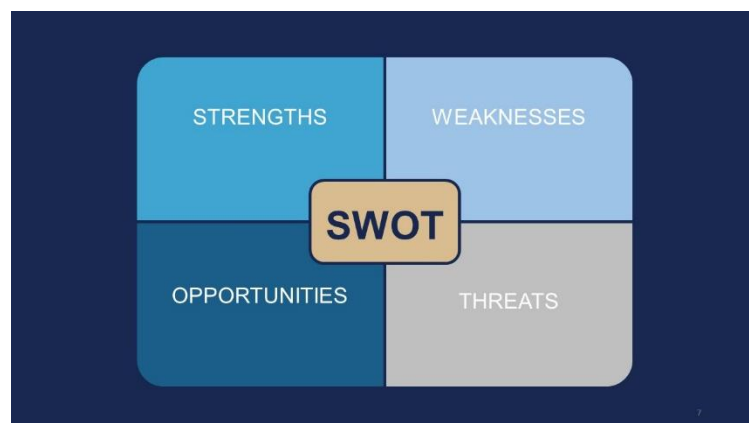 STRENGTHS
WEAKNESSES
SWOT
OPPORTUNITIES
THREATS
7